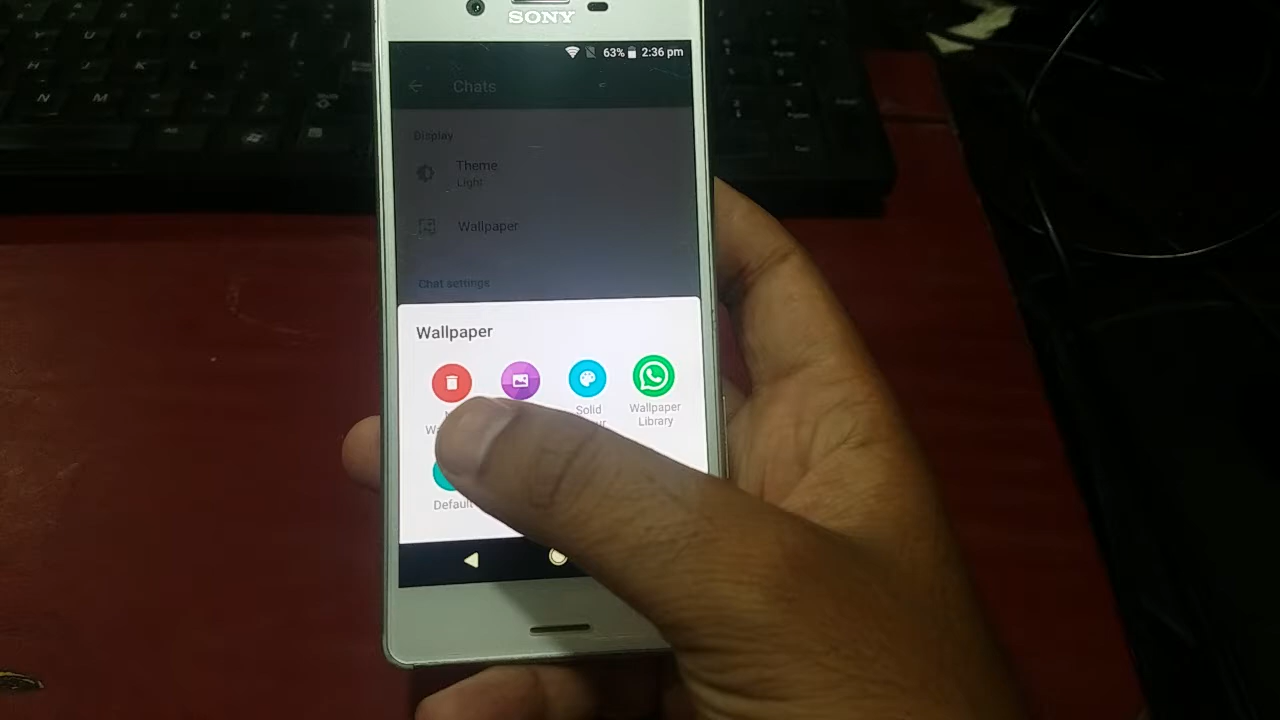 SONY
63% 2:36 pm
Chats
Display
Theme
Light
Wallpaper
Chat settings
Wallpaper
Solid
Wallpaper
Library
Default
Y U I O P
H J K L
N M